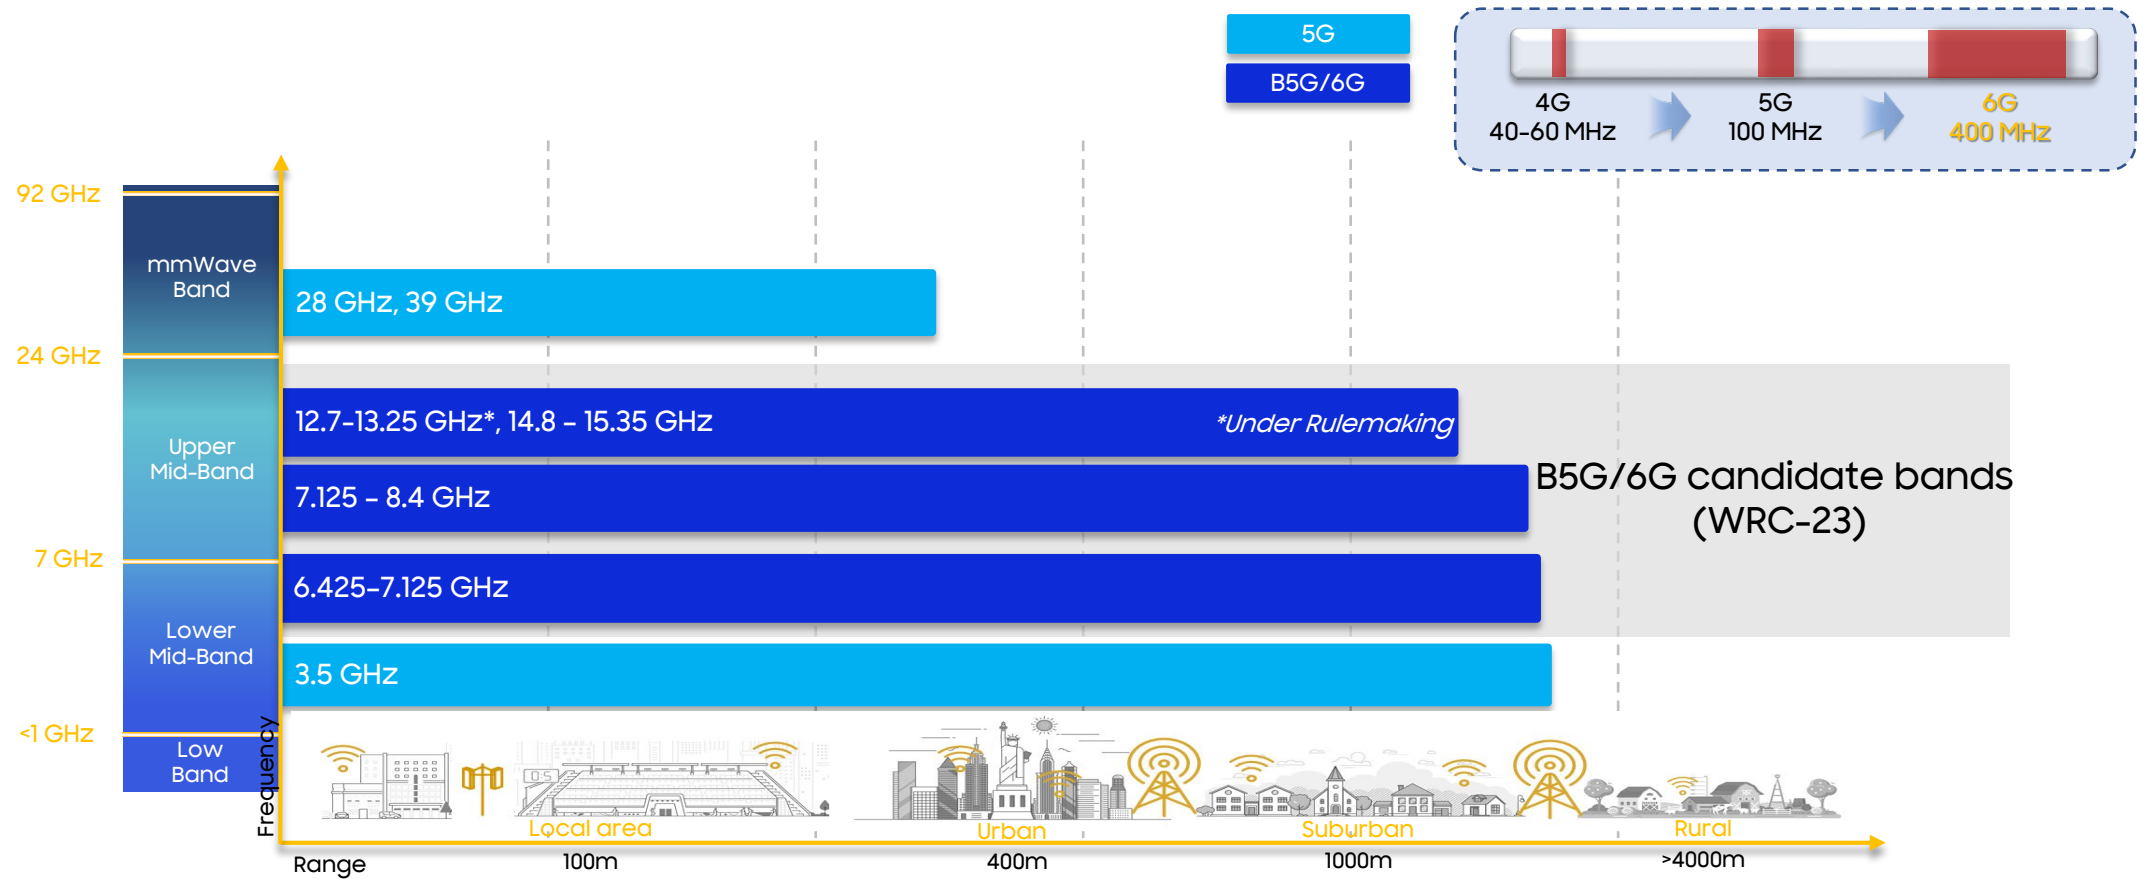 5G
B5G/6G
4G
40-60 MHz
5G
100 MHz
6G
400 MHz
92 GHz
mmWave
Band
28 GHz, 39 GHz
24 GHz
12.7-13.25 GHz*, 14.8 – 15.35 GHz
*Under Rulemaking
Upper
Mid-Band
7.125 – 8.4 GHz
B5G/6G candidate bands
(WRC-23)
7 GHz
6.425-7.125 GHz
Lower
Mid-Band
3.5 GHz
<1 GHz
Low
Band
Frequency
0:5
Local area
Urban
Suburban
Rural
Range
100m
400m
1000m
>4000m